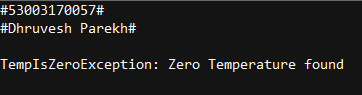 #53003170057#
#Dhruvesh Parekh#
TempIsZeroException: Zero Temperature found